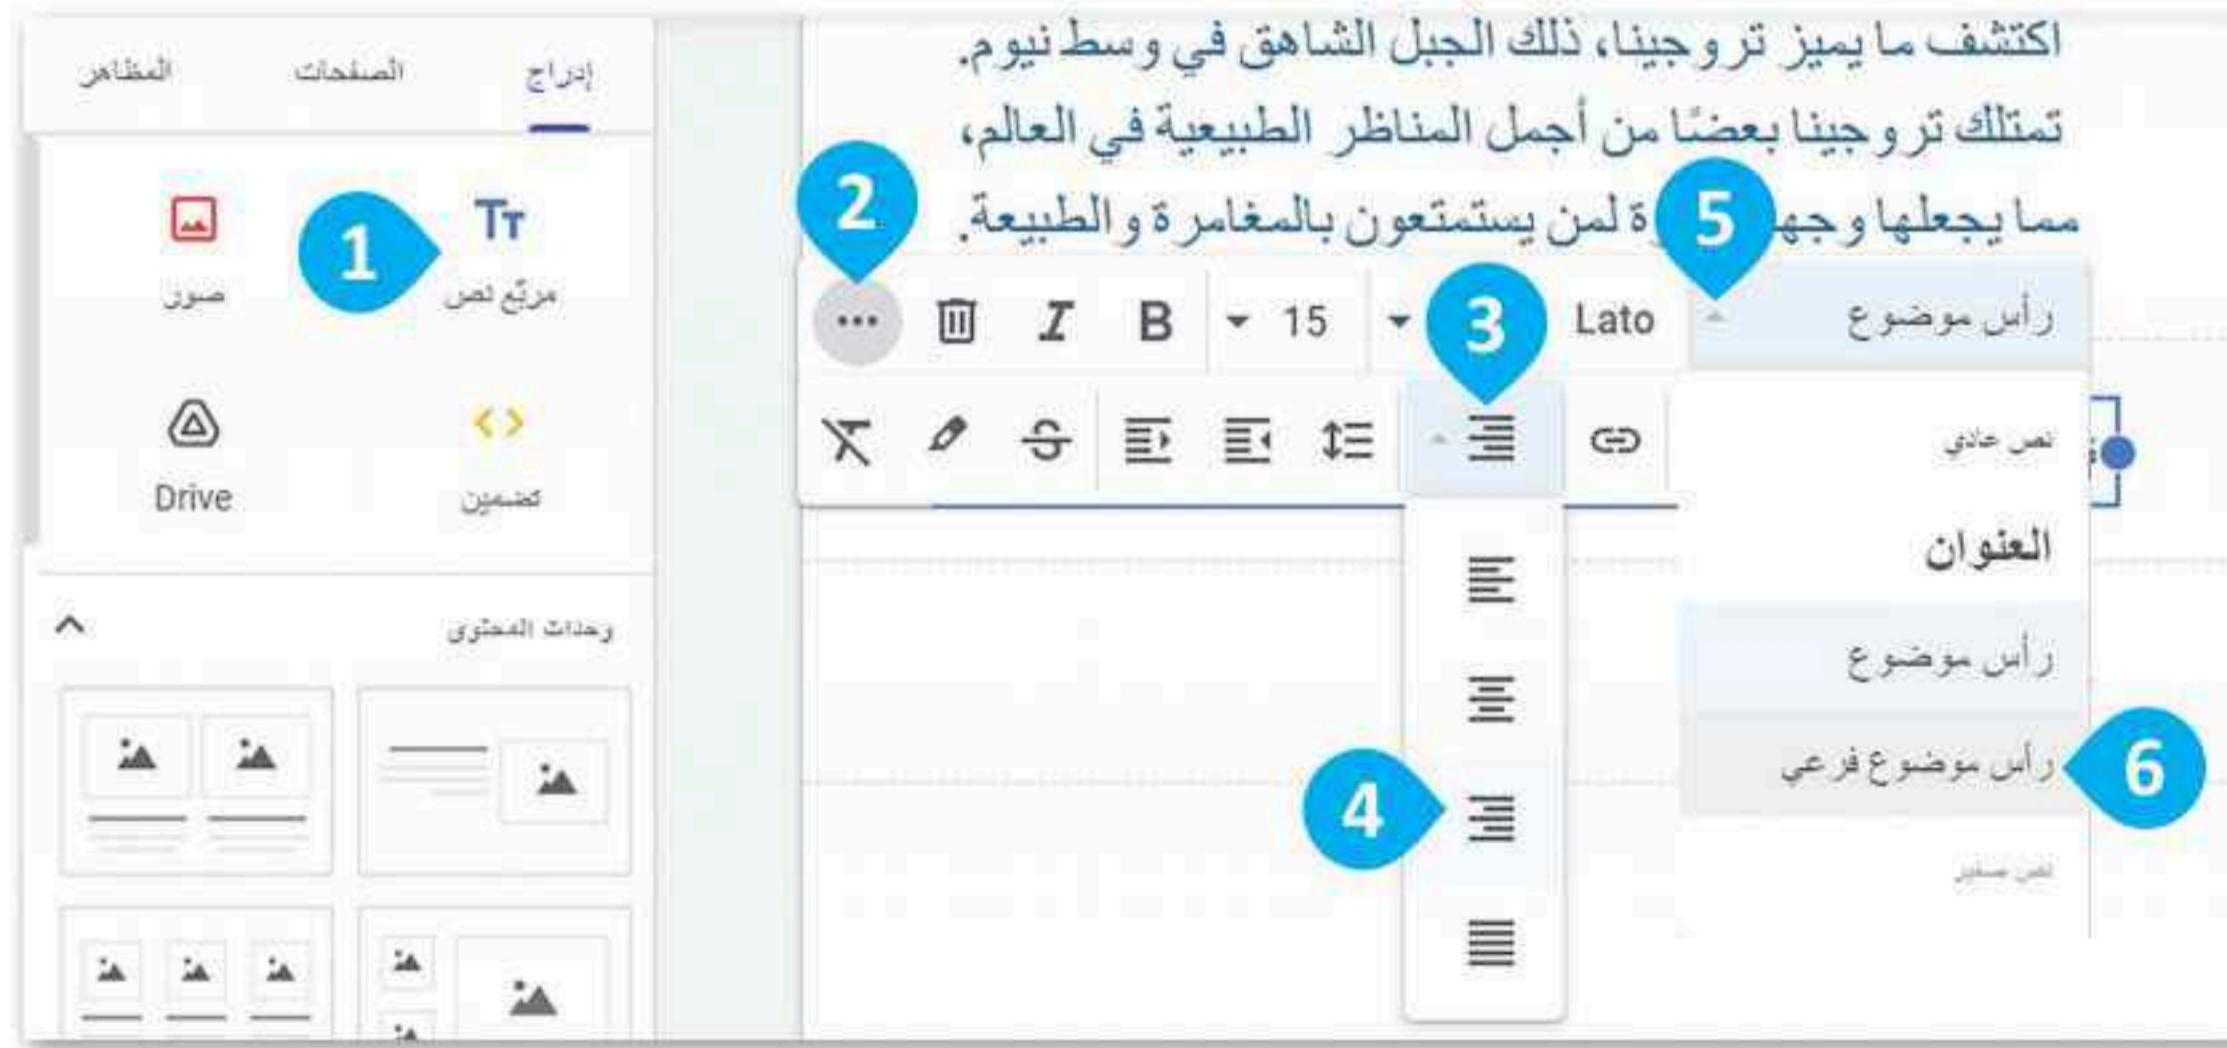 اكتشف ما يميز تروجينا، ذلك الجبل الشاهق في وسط نيوم.
تمتلك تروجينا بعضًا من أجمل المناظر الطبيعية في العالم،
مما يجعلها وجه ة لمن يستمتعون بالمغامرة والطبيعة.
إدراج
الصفحات
المظاهر
1
2
3
4
5
6
Tт
مربّع نص
صور
تضمين
Drive
وحدات المحتوى
رأس موضوع
Lato
15
B
I
نص عادي
العنوان
رأس موضوع
رأس موضوع فرعي
نص صغير